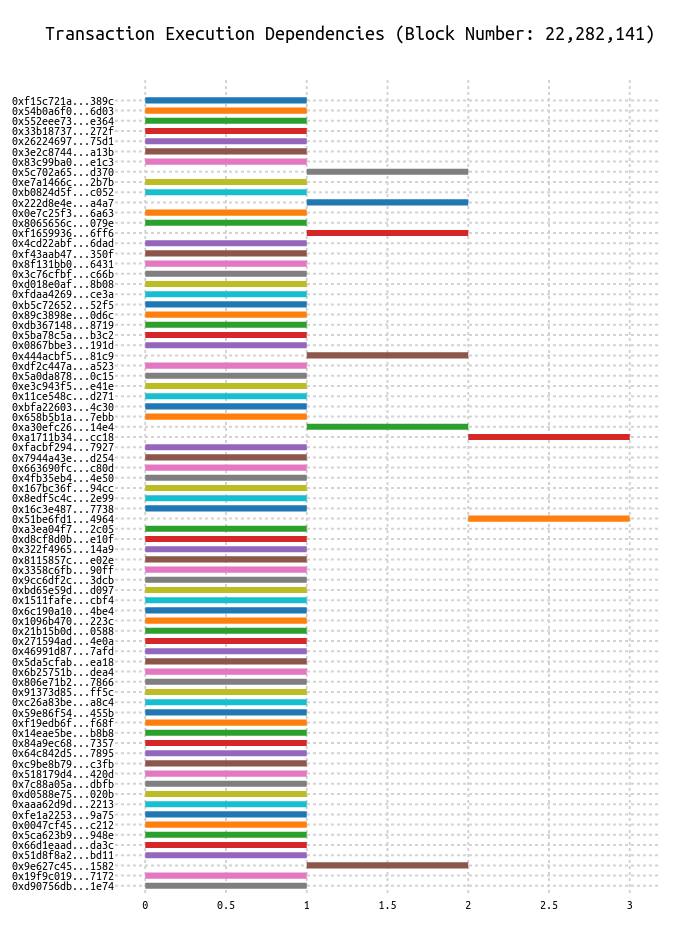 Transaction Execution Dependencies (Block Number: 22,282,141)
0xf15c721a...389c
0x54b0a6f0...6d03
0x552eee73...e364
0x33b18737...272f
0x26224697...75d1
0x3e2c8744...a13b
0x83c99ba0...e1c3
0x5c702a65...d370
0xe7a1466c...2b7b
0xb0824d5f...c052
0x222d8e4e...a4a7
0x0e7c25f3...6a63
0x8065656c...079e
0xf1659936...6ff6
0x4cd22abf...6dad
0xf43aab47...350f
0x8f131bb0...6431
0x3c76cfbf...c66b
0xd018e0af...8b08
0xfdaa4269...ce3a
0xb5c72652...52f5
0x89c3898e...0d6c
0xdb367148...8719
0x5ba78c5a...b3c2
0x0867bbe3...191d
0x444acbf5...81c9
0xdf2c447a...a523
0x5a0da878...0c15
0xe3c943f5...e41e
0x11ce548c...d271
0xbfa22603...4c30
0x658b5b1a...7ebb
0xa30efc26...14e4
0xa1711b34...cc18
0xfacbf294...7927
0x7944a43e...d254
0x663690fc...c80d
0x4fb35eb4...4e50
0x167bc36f...94cc
0x8edf5c4c...2e99
0x16c3e487...7738
0x51be6fd1...4964
0xa3ea04f7...2c05
0xd8cf8d0b...e10f
0x322f4965...14a9
0x8115857c...e02e
0x3358c6fb...90ff
0x9cc6df2c...3dcb
0xbd65e59d...d097
0x1511fafe...cbf4
0x6c190a10...4be4
0x1096b470...223c
0x21b15b0d...0588
0x271594ad...4e0a
0x46991d87...7afd
0x5da5cfab...ea18
0x6b25751b...dea4
0x806e71b2...7866
0x91373d85...ff5c
0xc26a83be...a8c4
0x59e86f54...455b
0xf19edb6f...f68f
0x14eae5be...b8b8
0x84a9ec68...7357
0x64c842d5...7895
0xc9be8b79...c3fb
0x518179d4...420d
0x7c88a05a...dbfb
0xd0588e75...020b
0xaaa62d9d...2213
0xfe1a2253...9a75
0x0047cf45...c212
0x5ca623b9...948e
0x66d1eaad...da3c
0x51d8f8a2...bd11
0x9e627c45...1582
0x19f9c019...7172
0xd90756db...1e74
0 0.5 1 1.5 2 2.5 3